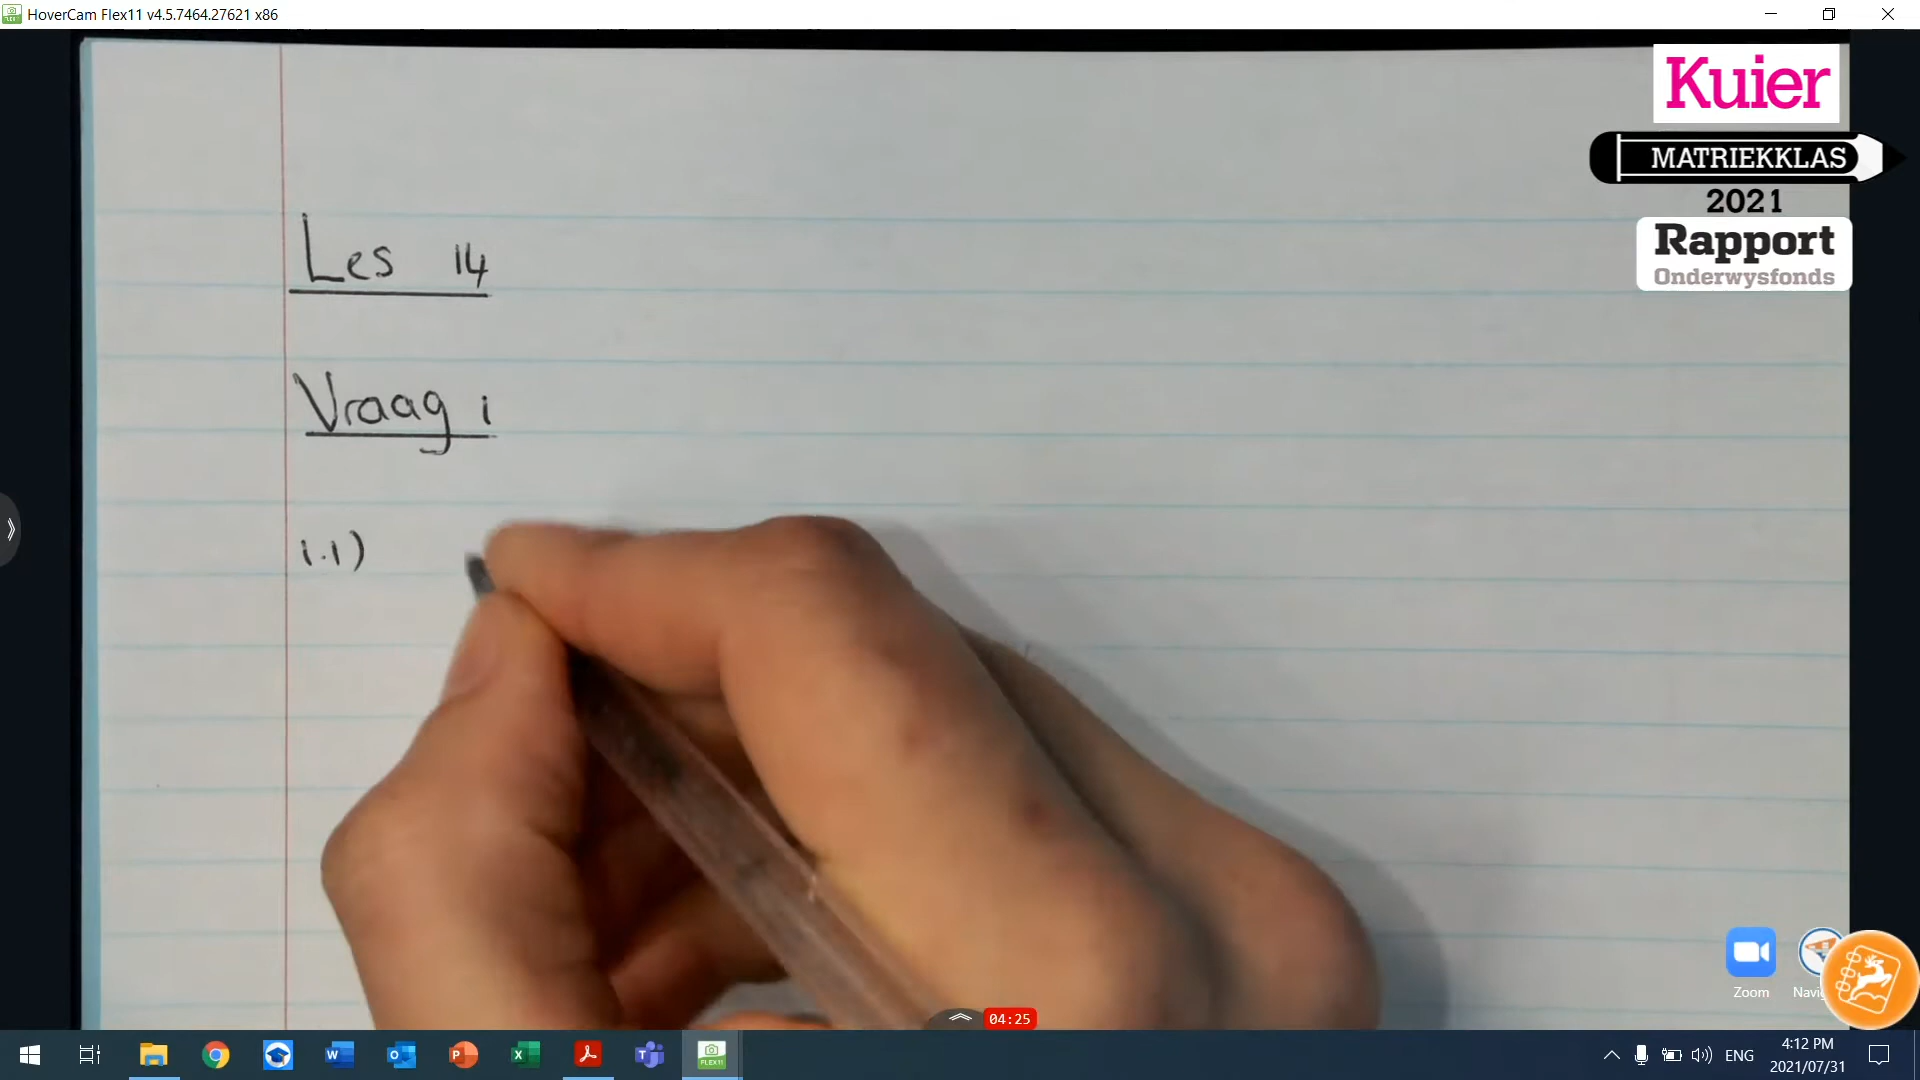 HoverCam Flex11 v4.5.7464.27621 x86
Kuier
MATRIEKKLAS
2021
Rapport
Onderwysfonds
Les 14
Vraag 1
1.1)
Zoom
04:25
ENG
4:12 PM
2021/07/31
FLEX11